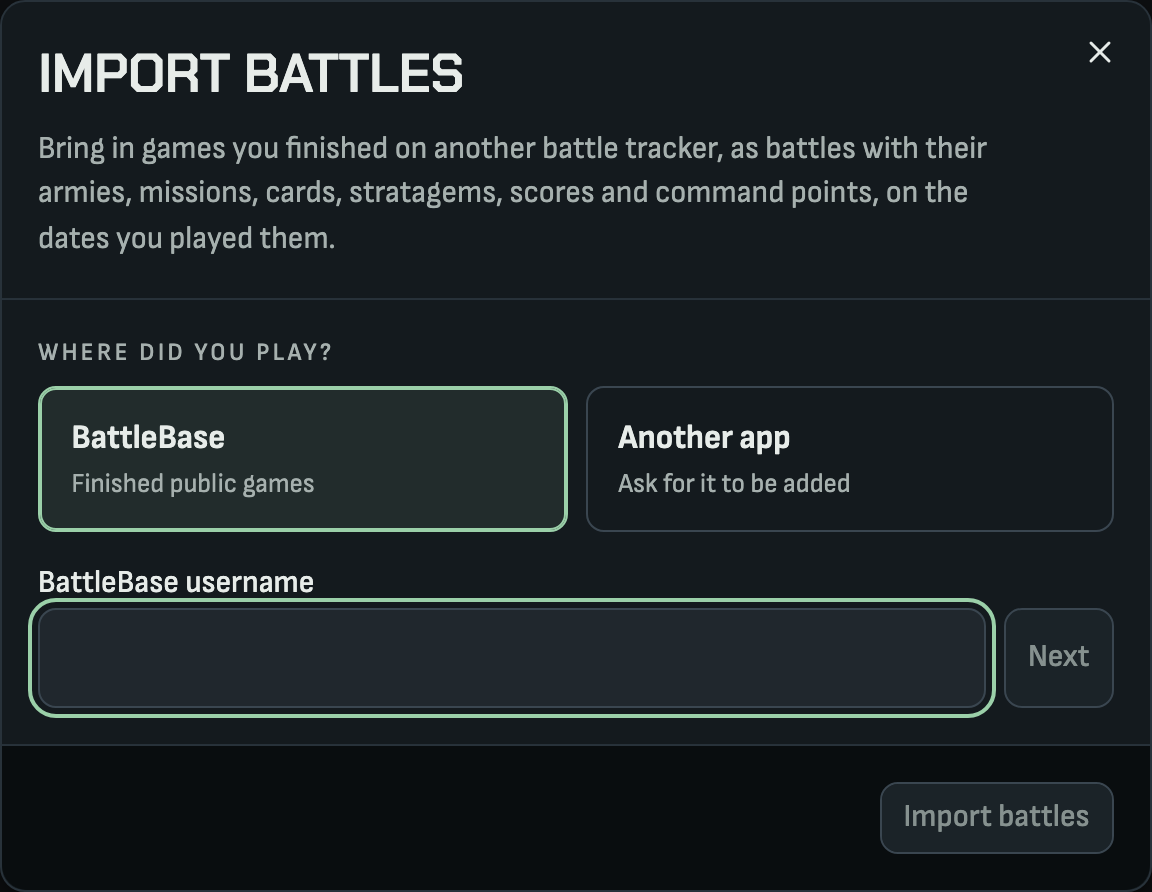 IMPORT BATTLES
Bring in games you finished on another battle tracker, as battles with their
armies, missions, cards, stratagems, scores and command points, on the
dates you played them.
WHERE DID YOU PLAY?
BattleBase
Finished public games
Another app
Ask for it to be added
BattleBase username
Next
Import battles